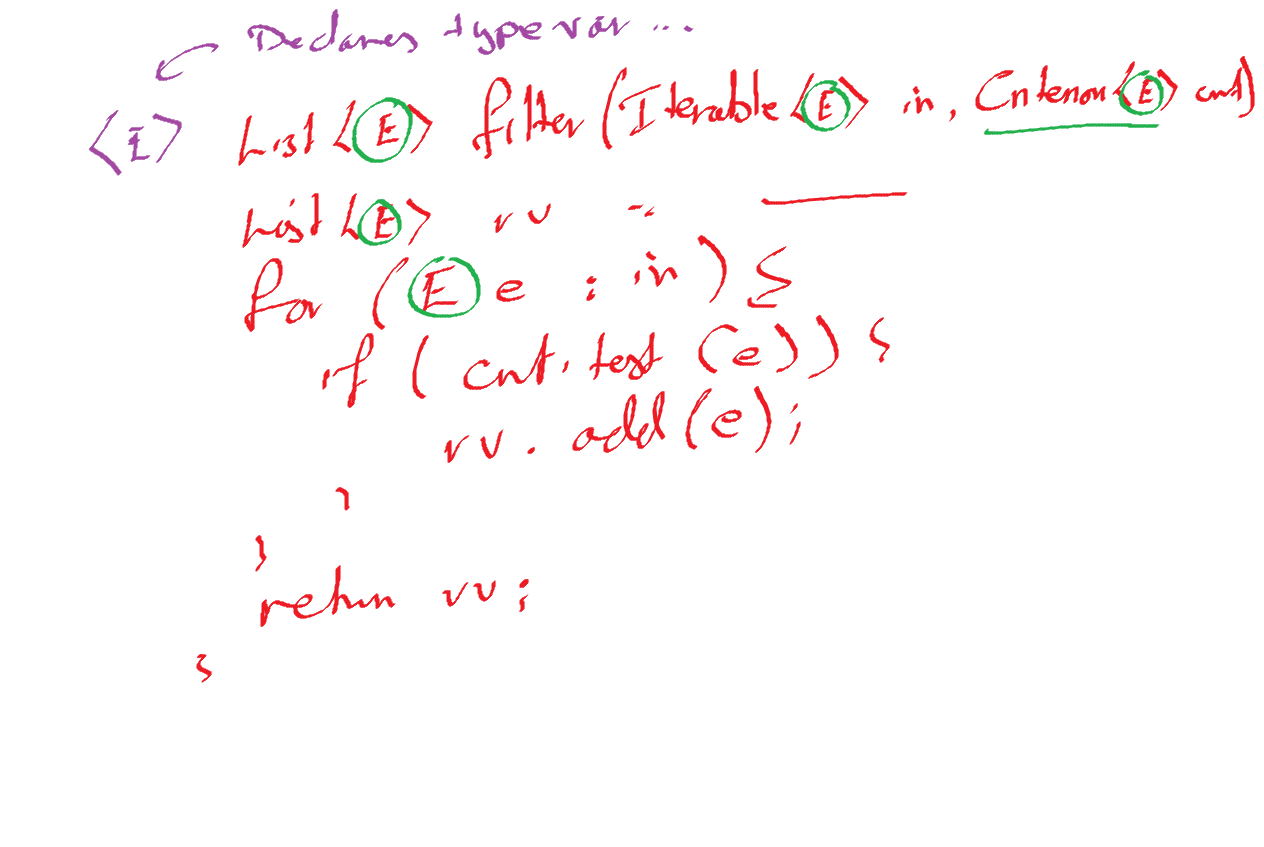 Declares type var ...
<E> List<E> filter(Iterable<E> in, Criterion<E> crit)
List<E> rv =
for (E e : in) {
if (crit.test(e)) {
rv.add(e);
}
}
return rv;
}